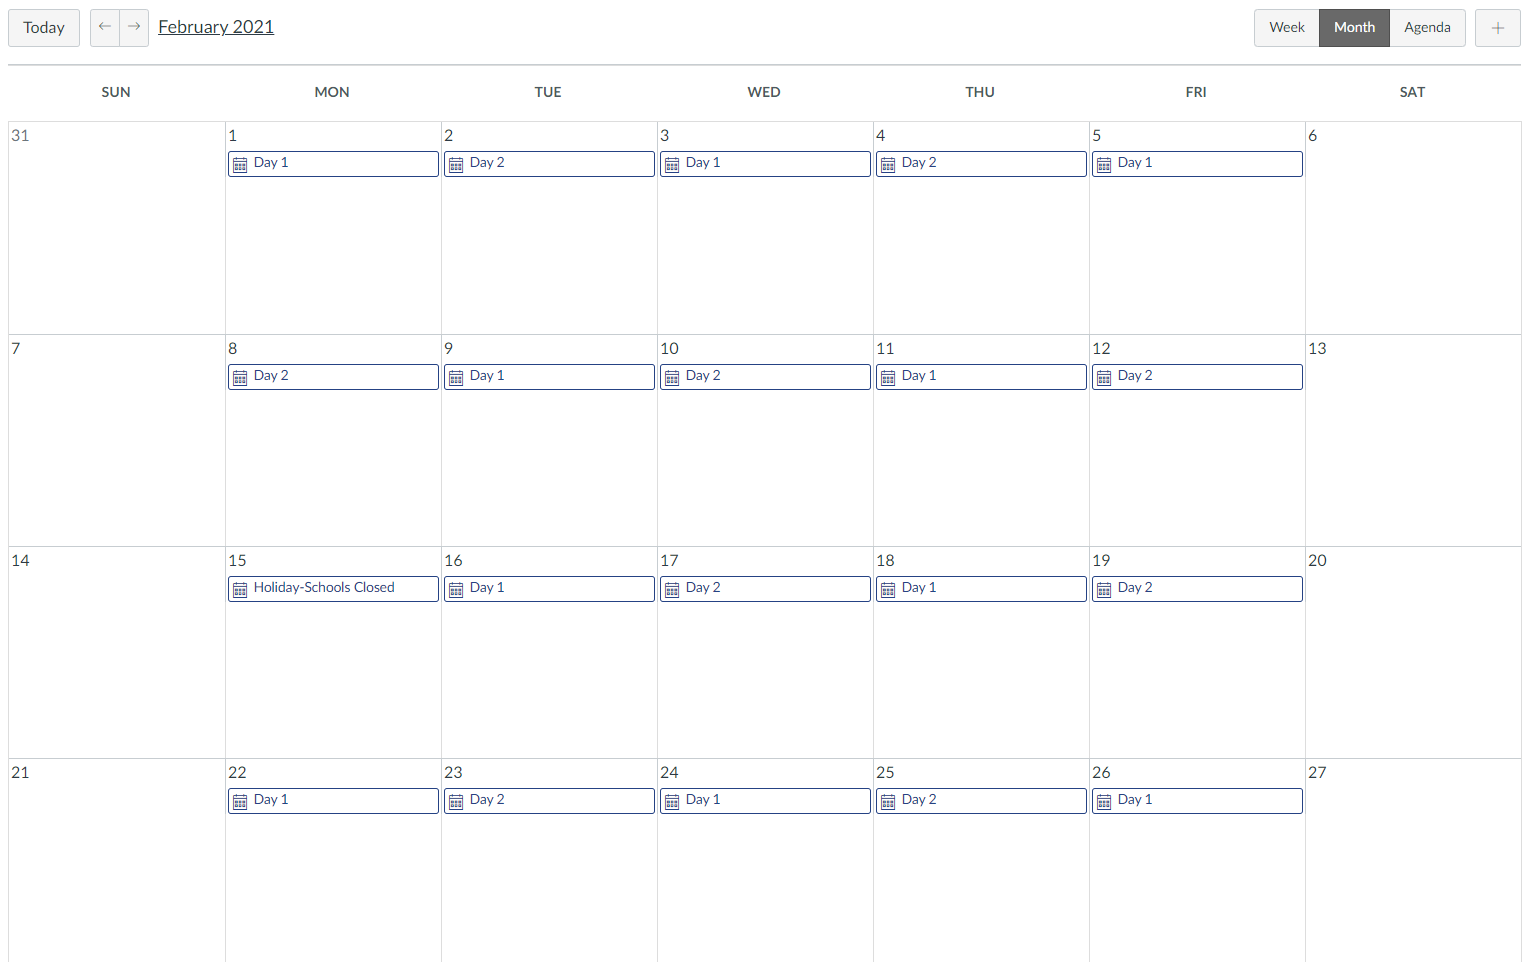 Today ← → February 2021 Week Month Agenda +
SUN MON TUE WED THU FRI SAT
31 1 2 3 4 5 6
Day 1 Day 2 Day 1 Day 2 Day 1
7 8 9 10 11 12 13
Day 2 Day 1 Day 2 Day 1 Day 2
14 15 16 17 18 19 20
Holiday-Schools Closed Day 1 Day 2 Day 1 Day 2
21 22 23 24 25 26 27
Day 1 Day 2 Day 1 Day 2 Day 1